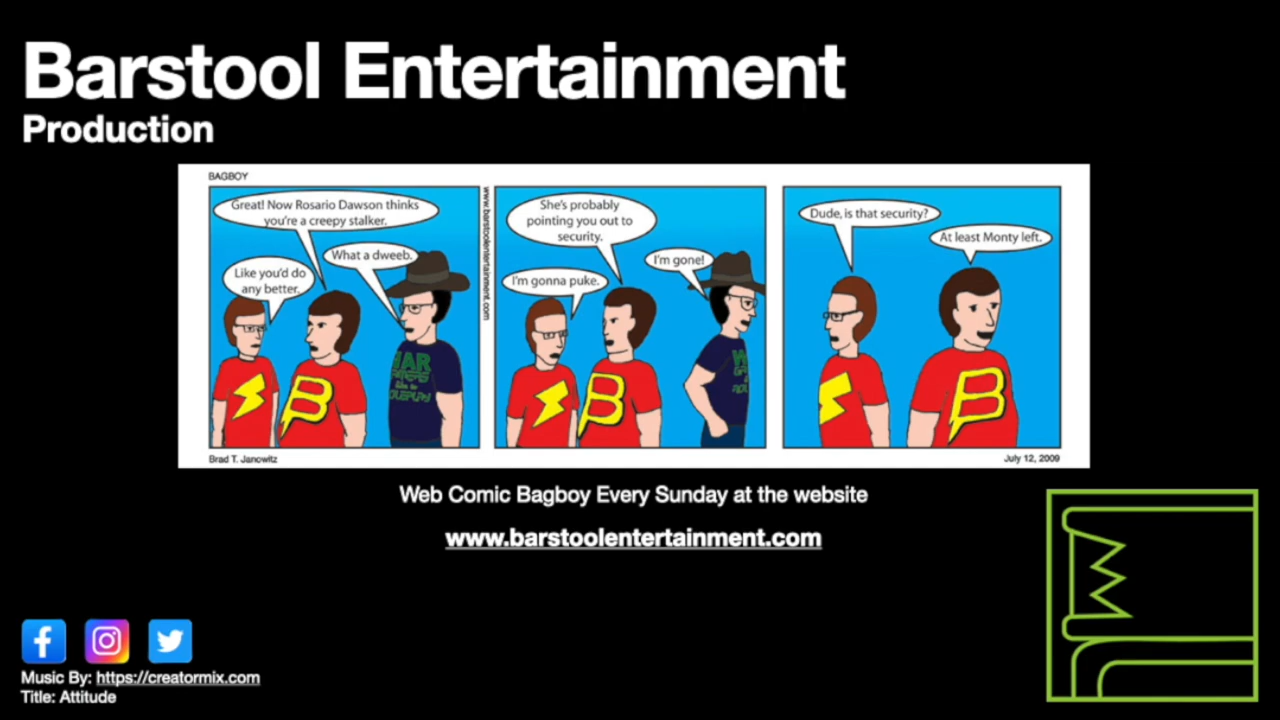 Barstool Entertainment
Production
BAGBOY
Great! Now Rosario Dawson thinks
you're a creepy stalker.
What a dweeb.
Like you'd do
any better.
www.barstoolentertainment.com
She's probably
pointing you out to
security.
I'm gone!
I'm gonna puke.
Dude, is that security?
At least Monty left.
B
B
B
Brad T. Janowitz
July 12, 2009
Web Comic Bagboy Every Sunday at the website
www.barstoolentertainment.com
Music By: https://creatormix.com
Title: Attitude